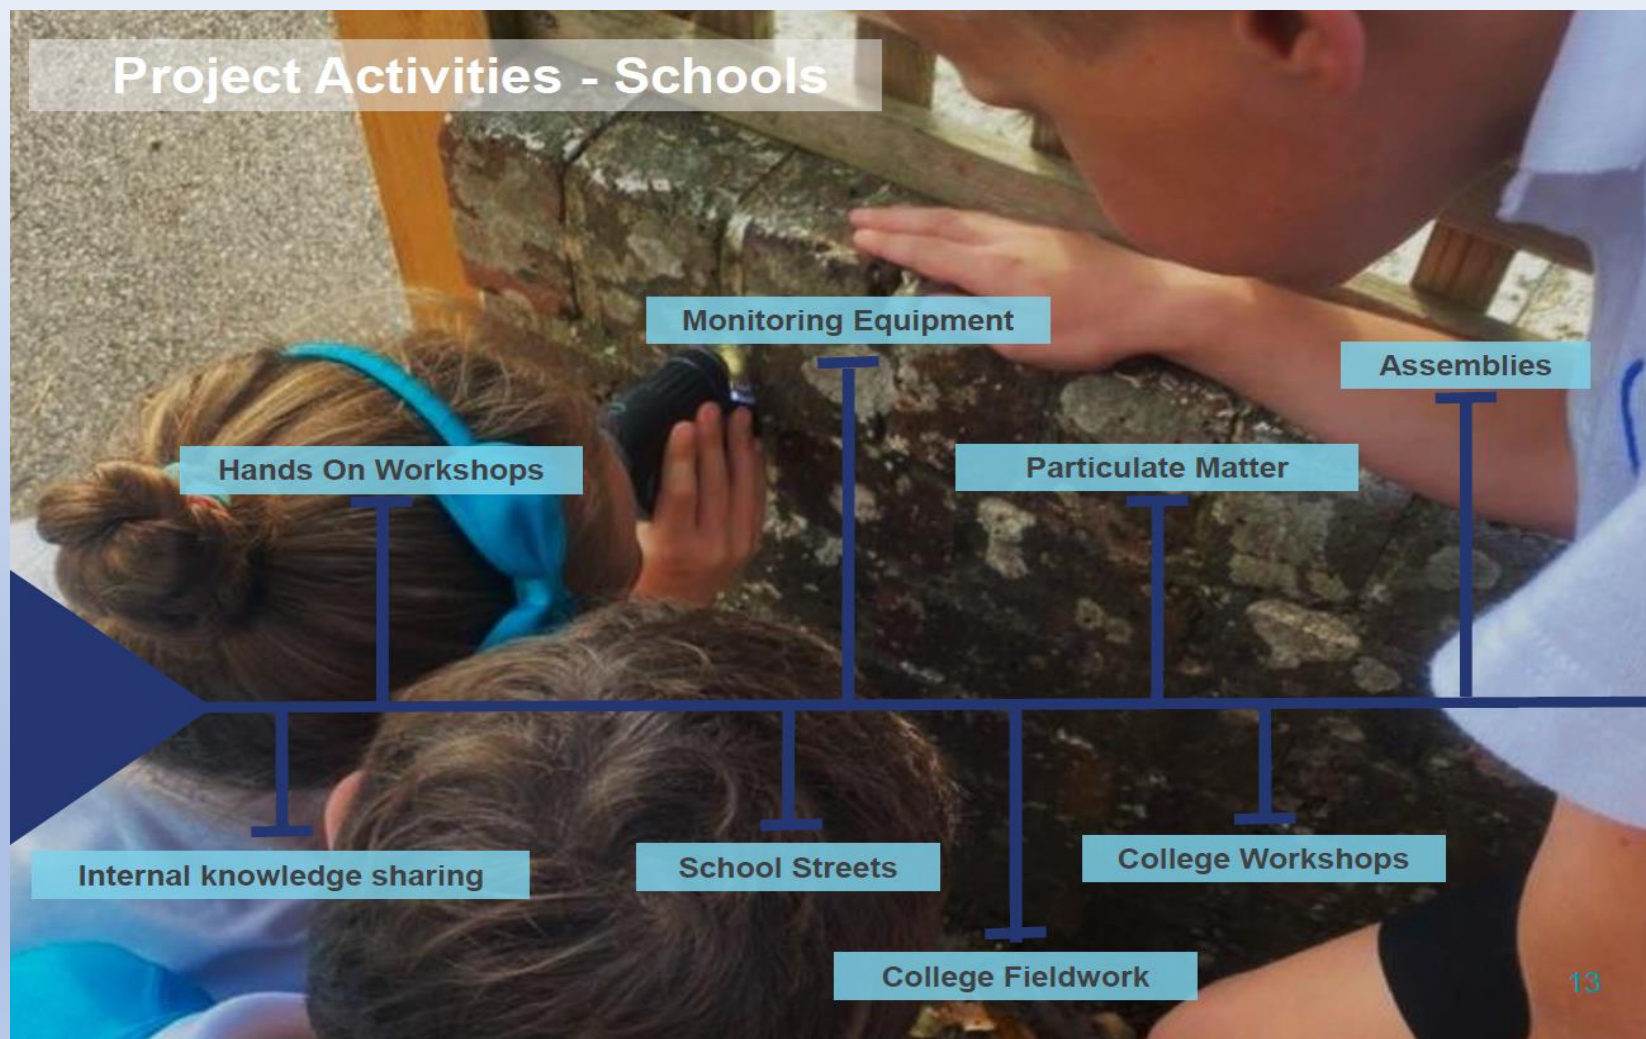 Project Activities - Schools
Monitoring Equipment
Assemblies
Hands On Workshops
Particulate Matter
Internal knowledge sharing
School Streets
College Workshops
College Fieldwork
13